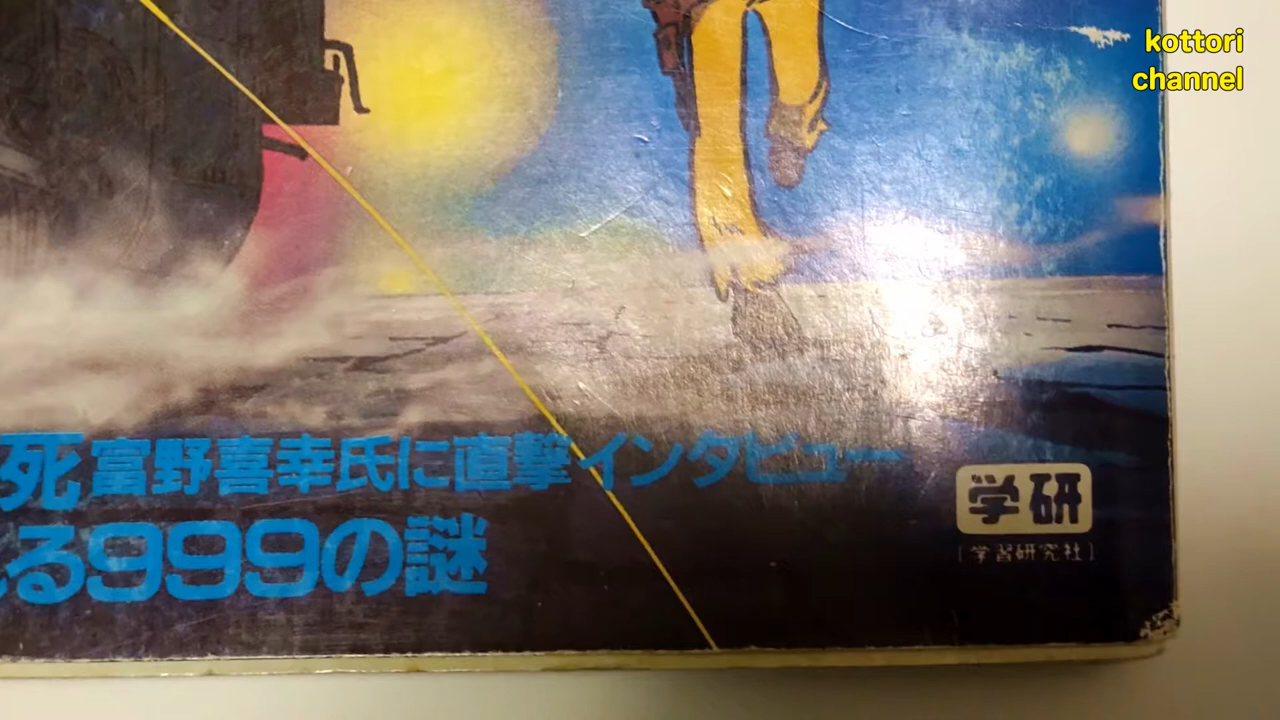 kottori
channel
死 富野喜幸氏に直撃インタビュー
る999の謎
学研
[学習研究社]